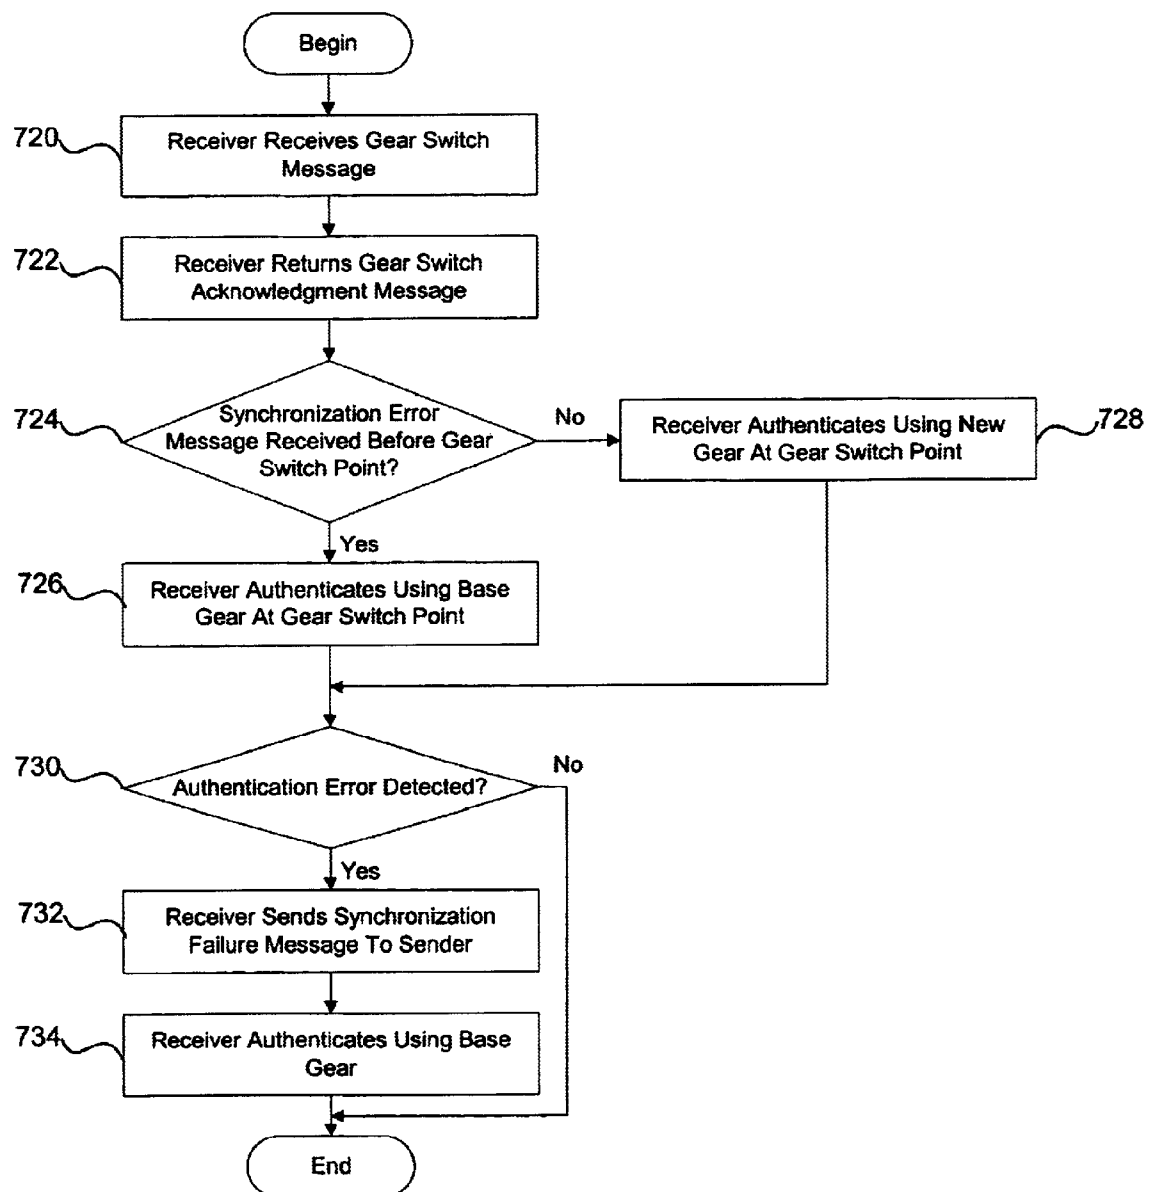 Begin
720
Receiver Receives Gear Switch
Message
722
Receiver Returns Gear Switch
Acknowledgment Message
724
Synchronization Error
Message Received Before Gear
Switch Point?
No
Receiver Authenticates Using New
Gear At Gear Switch Point
728
Yes
726
Receiver Authenticates Using Base
Gear At Gear Switch Point
730
Authentication Error Detected?
No
Yes
732
Receiver Sends Synchronization
Failure Message To Sender
734
Receiver Authenticates Using Base
Gear
End